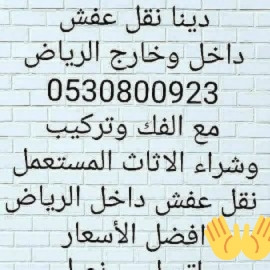 دينا نقل عفش
داخل وخارج الرياض
0530800923
مع الفك وتركيب
وشراء الاثاث المستعمل
نقل عفش داخل الرياض
افضل الأسعار